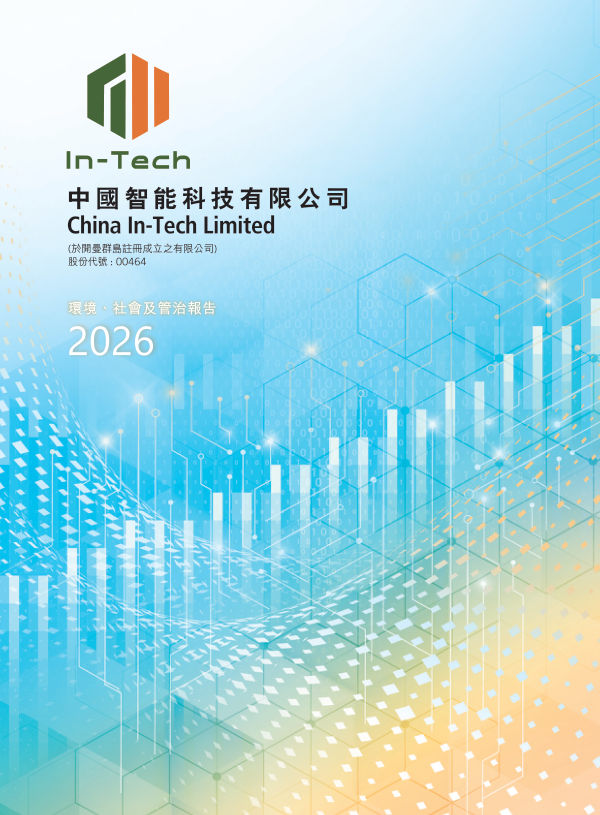 In-Tech
中國智能科技有限公司
China In-Tech Limited
(於開曼群島註冊成立之有限公司)
股份代號 : 00464
環境、社會及管治報告
2026